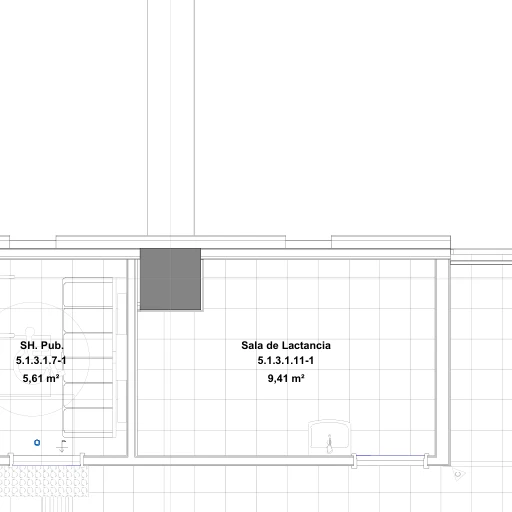 SH. Pub.
5.1.3.1.7-1
5,61 m²
Sala de Lactancia
5.1.3.1.11-1
9,41 m²